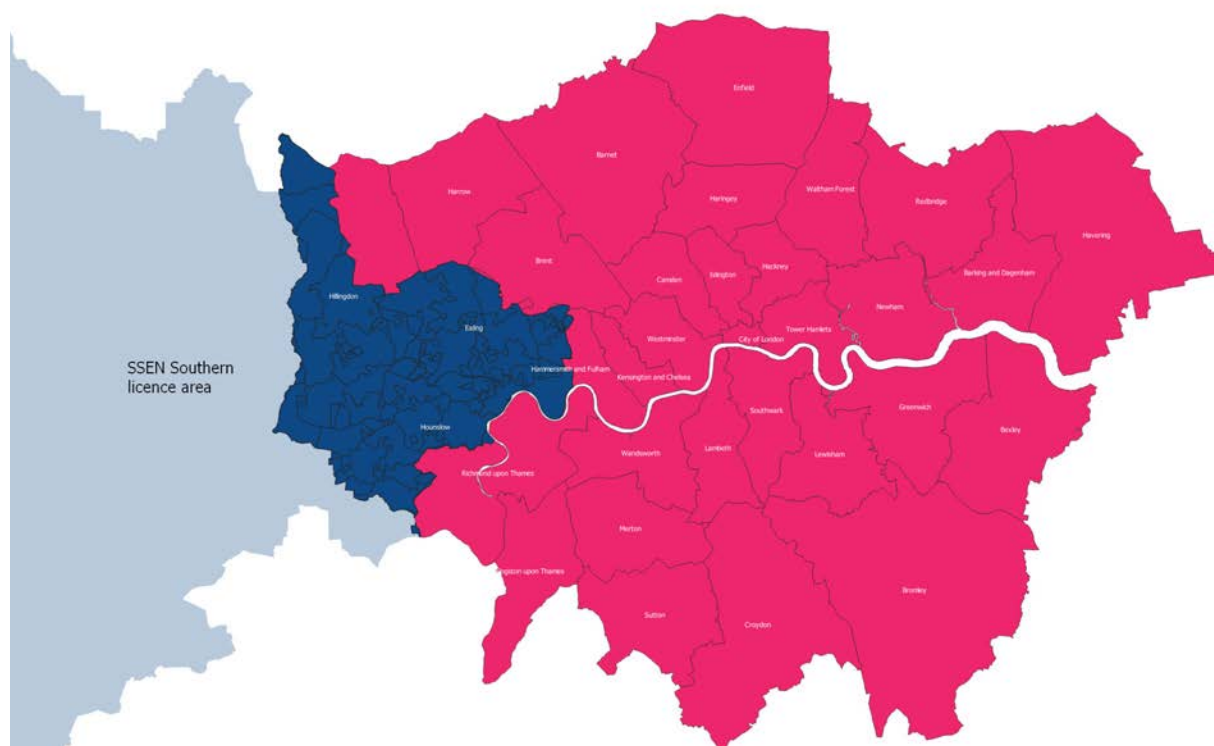 Enfield
Barnet
Harrow
Haringey
Waltham Forest
Redbridge
Havering
Brent
Camden
Islington
Hackney
Barking and Dagenham
Newham
Hillingdon
Ealing
Westminster
Tower Hamlets
City of London
SSEN Southern
licence area
Hammersmith and Fulham
Kensington and Chelsea
Greenwich
Southwark
Hounslow
Bexley
Lambeth
Wandsworth
Lewisham
Richmond upon Thames
Merton
ngston upon Thames
Bromley
Sutton
Croydon